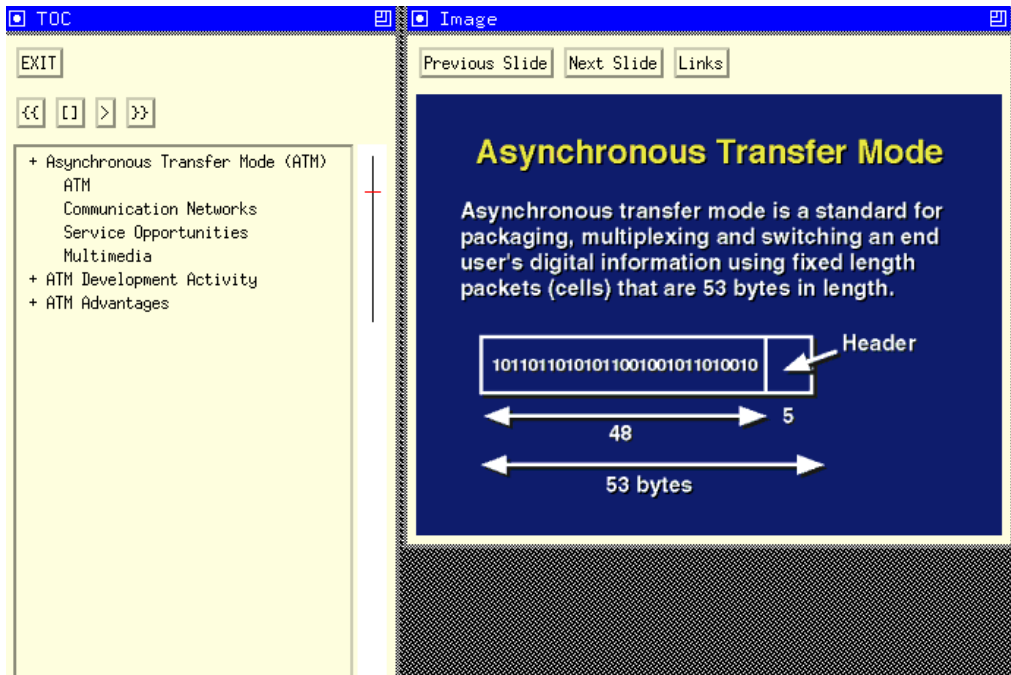 TOC
EXIT
{{ [] > }}
+ Asynchronous Transfer Mode (ATM)
ATM
Communication Networks
Service Opportunities
Multimedia
+ ATM Development Activity
+ ATM Advantages
Image
Previous Slide Next Slide Links
Asynchronous Transfer Mode
Asynchronous transfer mode is a standard for
packaging, multiplexing and switching an end
user's digital information using fixed length
packets (cells) that are 53 bytes in length.
Header
1011011010101100100101101010010
48
5
53 bytes